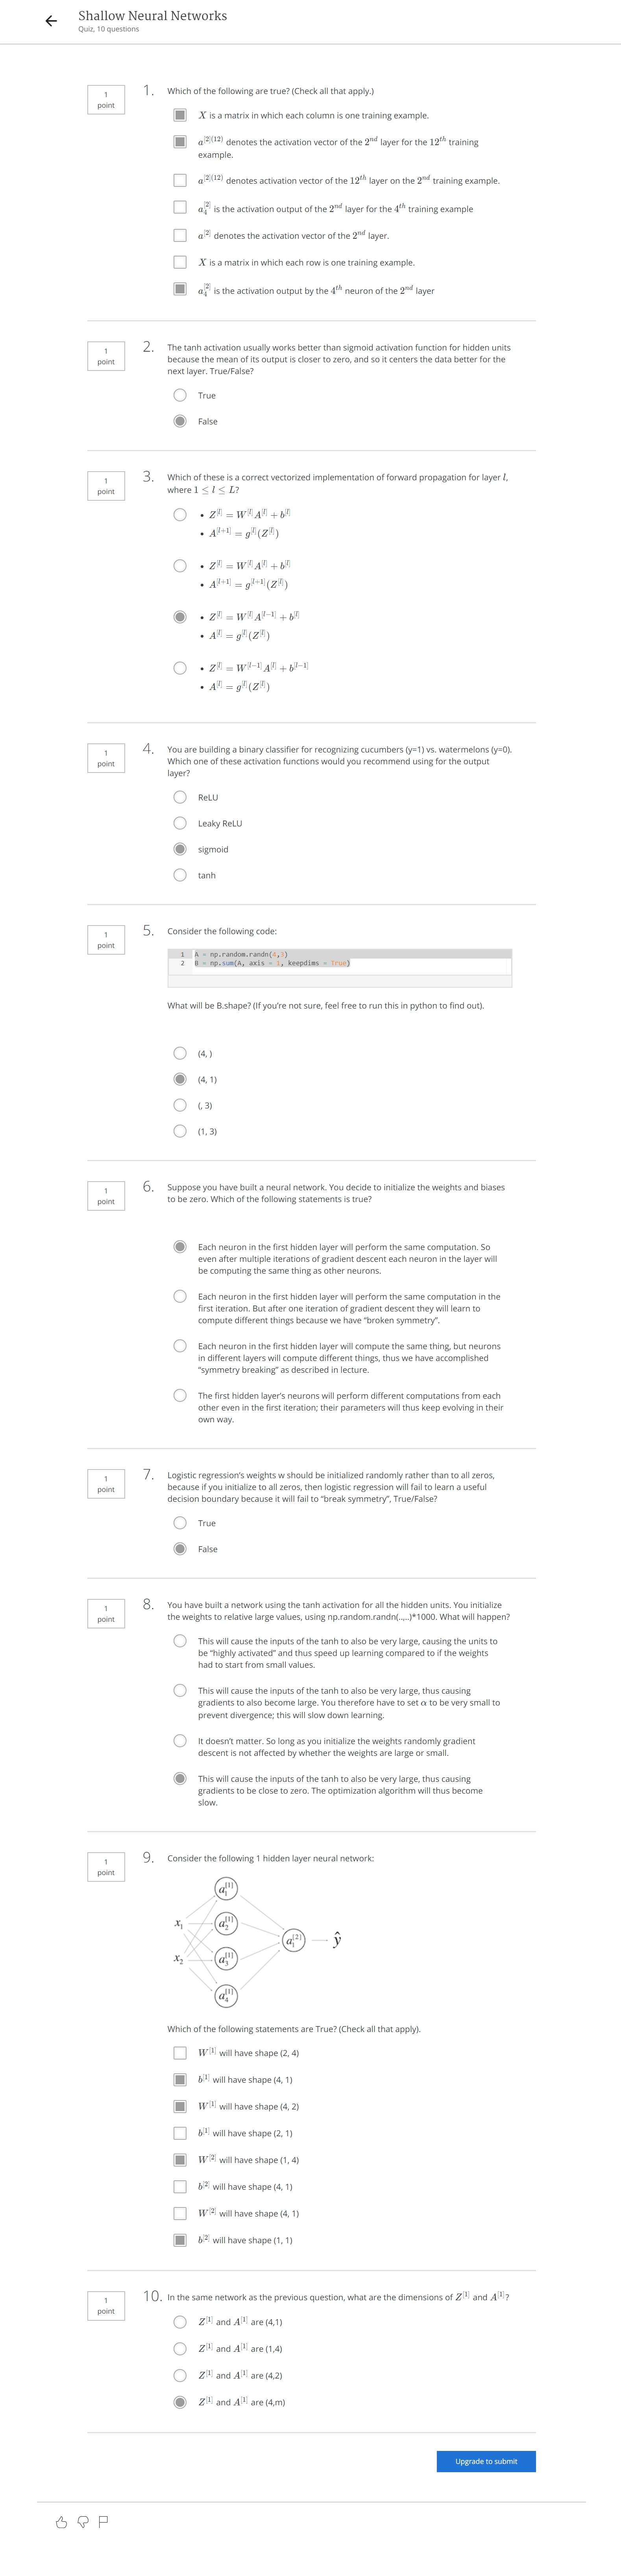 Shallow Neural Networks
Quiz, 10 questions
1
point
1.
Which of the following are true? (Check all that apply.)
X is a matrix in which each column is one training example.
a^{[2](12)} denotes the activation vector of the 2^{nd} layer for the 12^{th} training
example.
a^{[2](12)} denotes activation vector of the 12^{th} layer on the 2^{nd} training example.
a_4^{[2]} is the activation output of the 2^{nd} layer for the 4^{th} training example
a^{[2]} denotes the activation vector of the 2^{nd} layer.
X is a matrix in which each row is one training example.
a_4^{[2]} is the activation output by the 4^{th} neuron of the 2^{nd} layer
1
point
2.
The tanh activation usually works better than sigmoid activation function for hidden units
because the mean of its output is closer to zero, and so it centers the data better for the
next layer. True/False?
True
False
1
point
3.
Which of these is a correct vectorized implementation of forward propagation for layer l,
where 1 ≤ l ≤ L?
• Z^{[l]} = W^{[l]} A^{[l]} + b^{[l]}
• A^{[l+1]} = g^{[l]}(Z^{[l]})
• Z^{[l]} = W^{[l]} A^{[l]} + b^{[l]}
• A^{[l+1]} = g^{[l+1]}(Z^{[l]})
• Z^{[l]} = W^{[l]} A^{[l-1]} + b^{[l]}
• A^{[l]} = g^{[l]}(Z^{[l]})
• Z^{[l]} = W^{[l-1]} A^{[l]} + b^{[l-1]}
• A^{[l]} = g^{[l]}(Z^{[l]})
1
point
4.
You are building a binary classifier for recognizing cucumbers (y=1) vs. watermelons (y=0).
Which one of these activation functions would you recommend using for the output
layer?
ReLU
Leaky ReLU
sigmoid
tanh
1
point
5.
Consider the following code:
1 A = np.random.randn(4,3)
2 B = np.sum(A, axis = 1, keepdims = True)
What will be B.shape? (If you're not sure, feel free to run this in python to find out).
(4, )
(4, 1)
(, 3)
(1, 3)
1
point
6.
Suppose you have built a neural network. You decide to initialize the weights and biases
to be zero. Which of the following statements is true?
Each neuron in the first hidden layer will perform the same computation. So
even after multiple iterations of gradient descent each neuron in the layer will
be computing the same thing as other neurons.
Each neuron in the first hidden layer will perform the same computation in the
first iteration. But after one iteration of gradient descent they will learn to
compute different things because we have "broken symmetry".
Each neuron in the first hidden layer will compute the same thing, but neurons
in different layers will compute different things, thus we have accomplished
"symmetry breaking" as described in lecture.
The first hidden layer's neurons will perform different computations from each
other even in the first iteration; their parameters will thus keep evolving in their
own way.
1
point
7.
Logistic regression's weights w should be initialized randomly rather than to all zeros,
because if you initialize to all zeros, then logistic regression will fail to learn a useful
decision boundary because it will fail to "break symmetry", True/False?
True
False
1
point
8.
You have built a network using the tanh activation for all the hidden units. You initialize
the weights to relative large values, using np.random.randn(..,..)*1000. What will happen?
This will cause the inputs of the tanh to also be very large, causing the units to
be "highly activated" and thus speed up learning compared to if the weights
had to start from small values.
This will cause the inputs of the tanh to also be very large, thus causing
gradients to also become large. You therefore have to set α to be very small to
prevent divergence; this will slow down learning.
It doesn't matter. So long as you initialize the weights randomly gradient
descent is not affected by whether the weights are large or small.
This will cause the inputs of the tanh to also be very large, thus causing
gradients to be close to zero. The optimization algorithm will thus become
slow.
1
point
9.
Consider the following 1 hidden layer neural network:
a_1^{[1]}
x_1
a_2^{[1]}
a_1^{[2]}
ŷ
x_2
a_3^{[1]}
a_4^{[1]}
Which of the following statements are True? (Check all that apply).
W^{[1]} will have shape (2, 4)
b^{[1]} will have shape (4, 1)
W^{[1]} will have shape (4, 2)
b^{[1]} will have shape (2, 1)
W^{[2]} will have shape (1, 4)
b^{[2]} will have shape (4, 1)
W^{[2]} will have shape (4, 1)
b^{[2]} will have shape (1, 1)
1
point
10.
In the same network as the previous question, what are the dimensions of Z^{[1]} and A^{[1]}?
Z^{[1]} and A^{[1]} are (4,1)
Z^{[1]} and A^{[1]} are (1,4)
Z^{[1]} and A^{[1]} are (4,2)
Z^{[1]} and A^{[1]} are (4,m)
Upgrade to submit